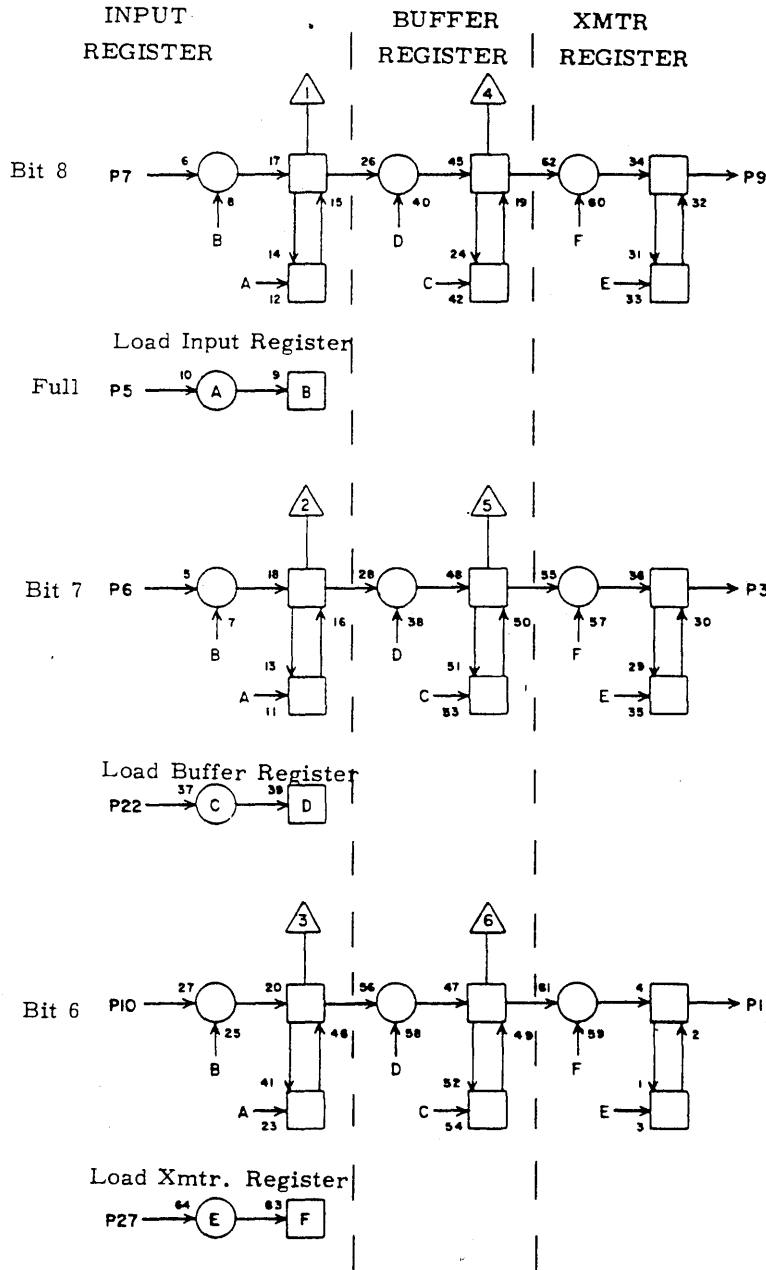 INPUT BUFFER XMTR
REGISTER REGISTER REGISTER
1 4
Bit 8 P7 6 17 26 45 62 34 P9
8 15 40 19 60 32
B D F
14 24 31
A C E
12 42 33
Load Input Register
Full P5 10 A 9 B
2 5
Bit 7 P6 5 18 28 48 55 36 P3
7 16 38 50 57 30
B D F
13 51 29
A C E
11 53 35
Load Buffer Register
P22 37 C 39 D
3 6
Bit 6 P10 27 20 56 47 61 4 P1
25 46 58 49 59 2
B D F
41 52 1
A C E
23 54 3
Load Xmtr. Register
P27 64 E 63 F